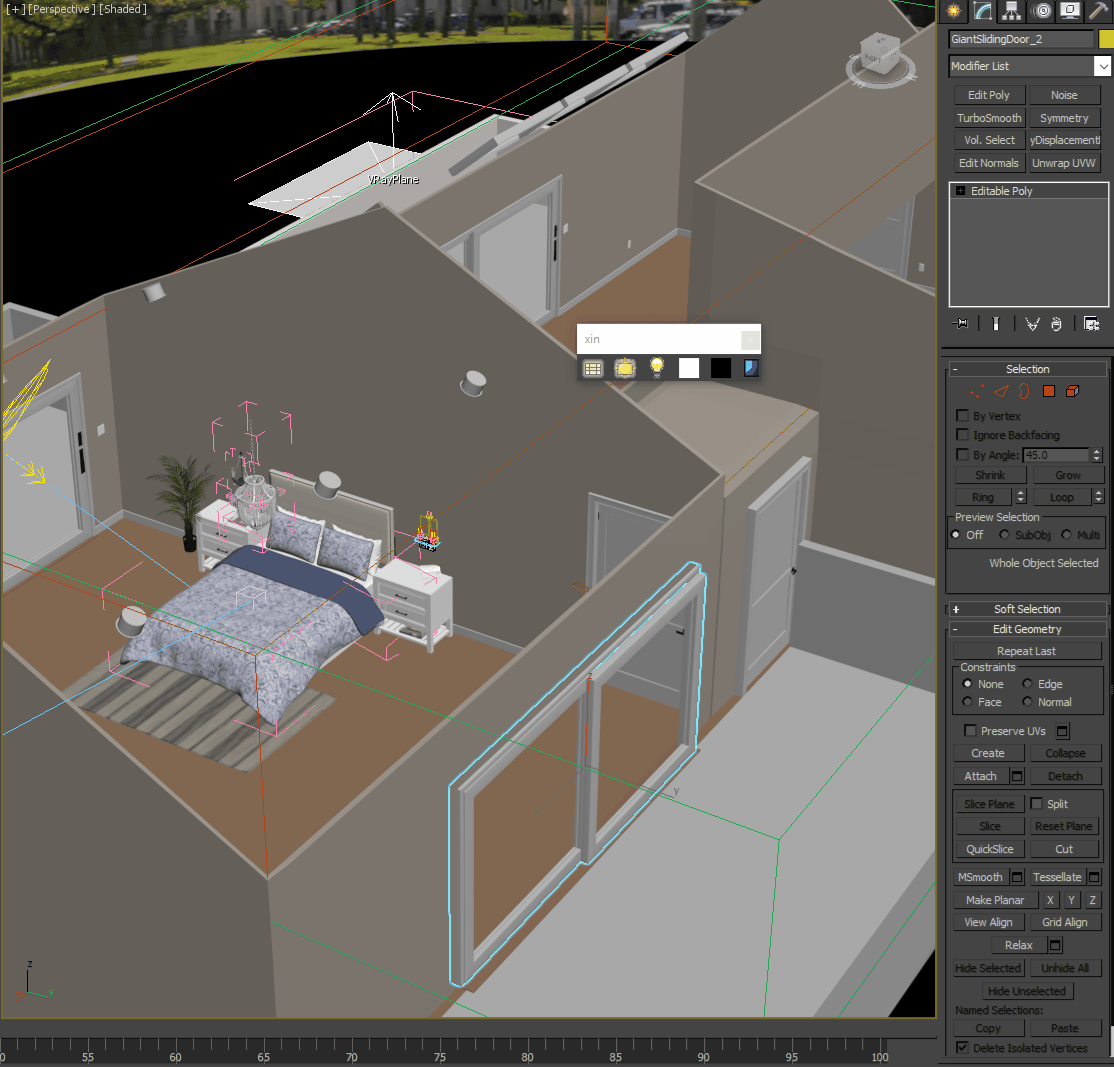 [+] [Perspective] [Shaded]
VRayPlane
xin
z
y
z
y
55 60 65 70 75 80 85 90 95 100
GiantSlidingDoor_2
Modifier List
Edit Poly Noise
TurboSmooth Symmetry
Vol. Select yDisplacement
Edit Normals Unwrap UVW
Editable Poly
- Selection
By Vertex
Ignore Backfacing
By Angle: 45.0
Shrink Grow
Ring Loop
Preview Selection
Off SubObj Multi
Whole Object Selected
+ Soft Selection
- Edit Geometry
Repeat Last
Constraints
None Edge
Face Normal
Preserve UVs
Create Collapse
Attach Detach
Slice Plane Split
Slice Reset Plane
QuickSlice Cut
MSmooth Tessellate
Make Planar X Y Z
View Align Grid Align
Relax
Hide Selected Unhide All
Hide Unselected
Named Selections:
Copy Paste
Delete Isolated Vertices